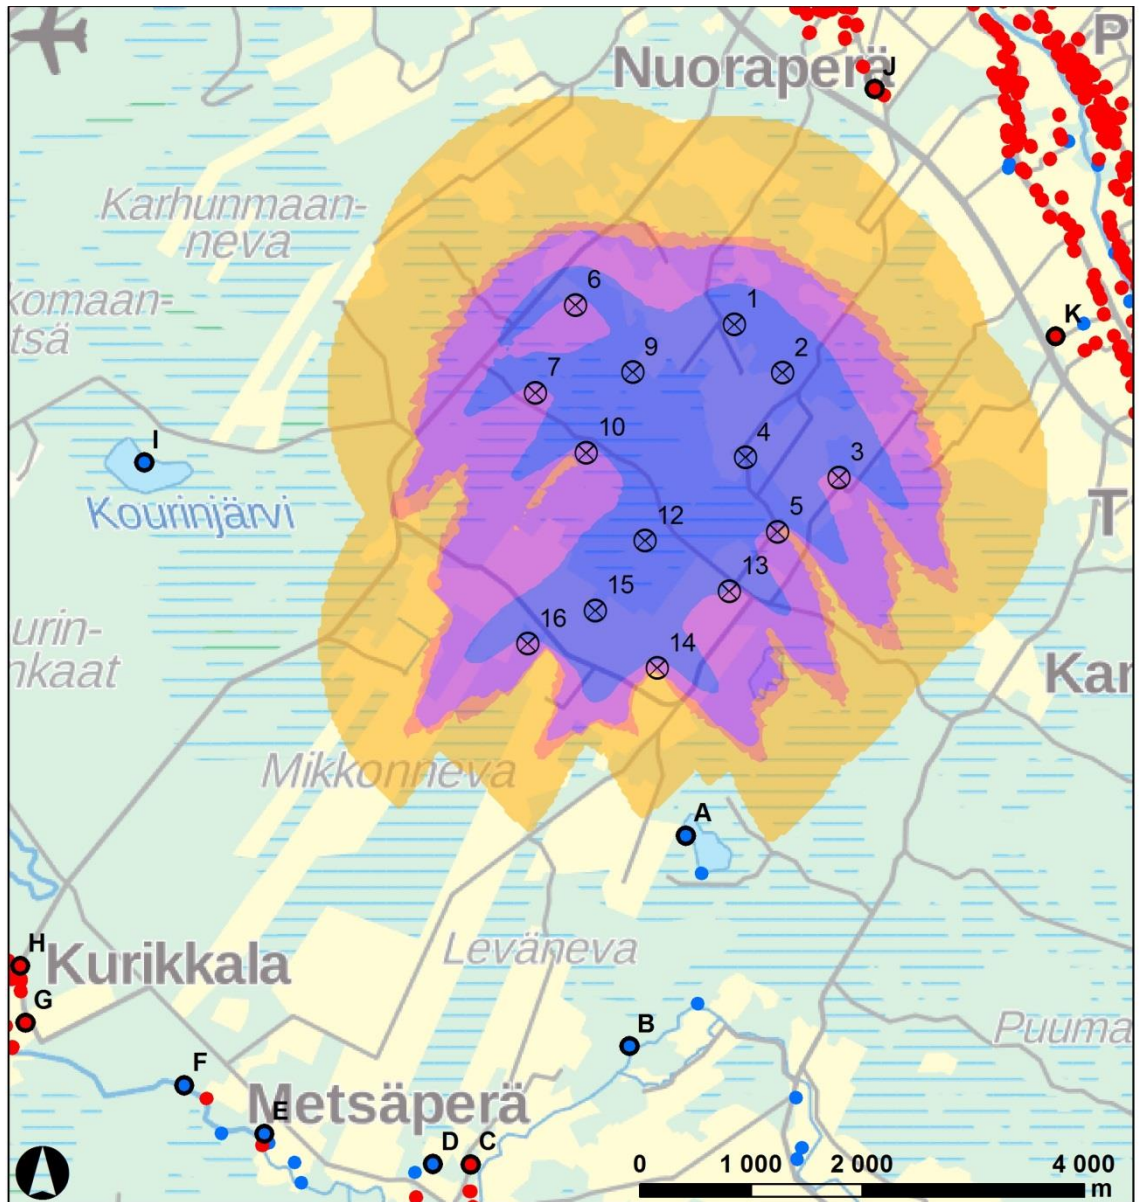 P
Nuoraperä
J
Karhunmaan-
neva
6
1
komaan-
tsä
K
9
2
7
10
4
3
I
Kourinjärvi
T
5
12
13
15
urin-
nkaat
16
14
Kar
Mikkonneva
A
Leväneva
H
Kurikkala
G
B
Puuma
F
Metsäperä
E
D
C
0 1 000 2 000 4 000
m